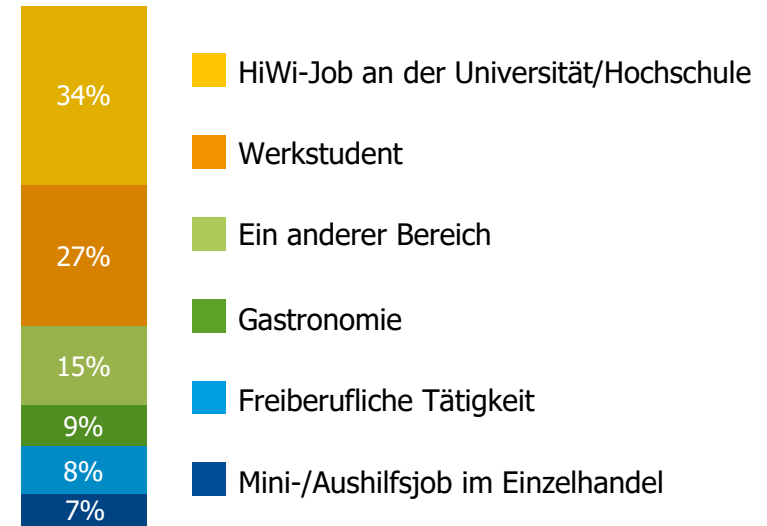 34%
27%
15%
9%
8%
7%
HiWi-Job an der Universität/Hochschule
Werkstudent
Ein anderer Bereich
Gastronomie
Freiberufliche Tätigkeit
Mini-/Aushilfsjob im Einzelhandel